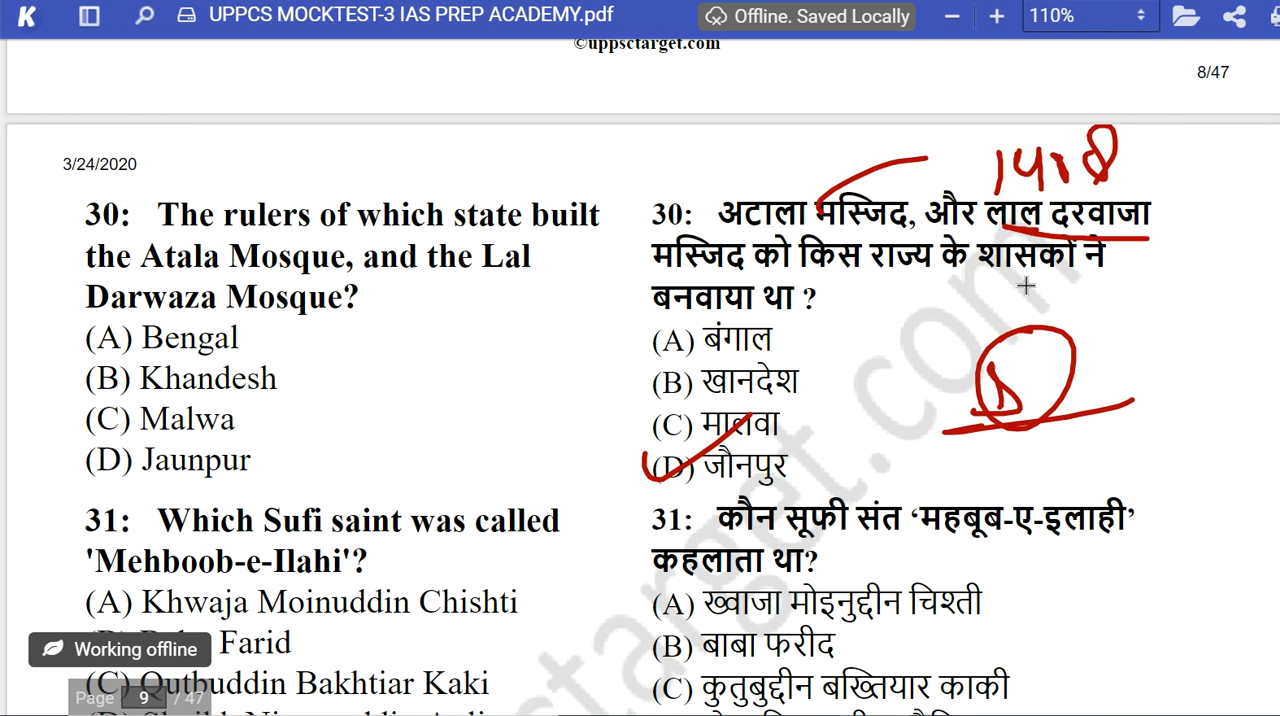 K UPPCS MOCKTEST-3 IAS PREP ACADEMY.pdf Offline. Saved Locally 110%
©uppsctarget.com
8/47
3/24/2020
1408
30: The rulers of which state built
the Atala Mosque, and the Lal
Darwaza Mosque?
(A) Bengal
(B) Khandesh
(C) Malwa
(D) Jaunpur
31: Which Sufi saint was called
'Mehboob-e-Ilahi'?
(A) Khwaja Moinuddin Chishti
Farid
(C) Qutbuddin Bakhtiar Kaki
30: अटाला मस्जिद, और लाल दरवाजा
मस्जिद को किस राज्य के शासकों ने
बनवाया था ?
(A) बंगाल
(B) खानदेश
(C) मालवा
(D) जौनपुर
D
31: कौन सूफी संत ‘महबूब-ए-इलाही’
कहलाता था?
(A) ख्वाजा मोइनुद्दीन चिश्ती
(B) बाबा फरीद
(C) कुतुबुद्दीन बख्तियार काकी
Working offline
Page 9 / 47
sctarget.com